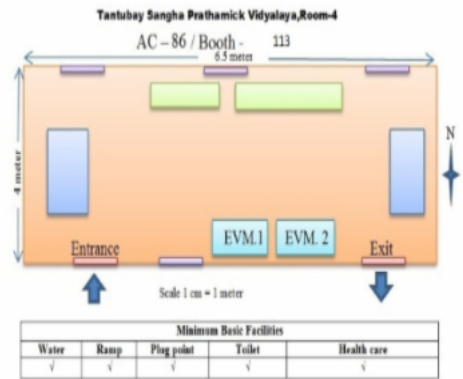 Tantubay Sangha Prathamick Vidyalaya,Room-4
AC – 86 / Booth - 113
6.5 meter
4 meter
N
EVM.1 EVM. 2
Entrance Exit
Scale 1 cm = 1 meter
Minimum Basic Facilities
Water Ramp Plug point Toilet Health care
√ √ √ √ √